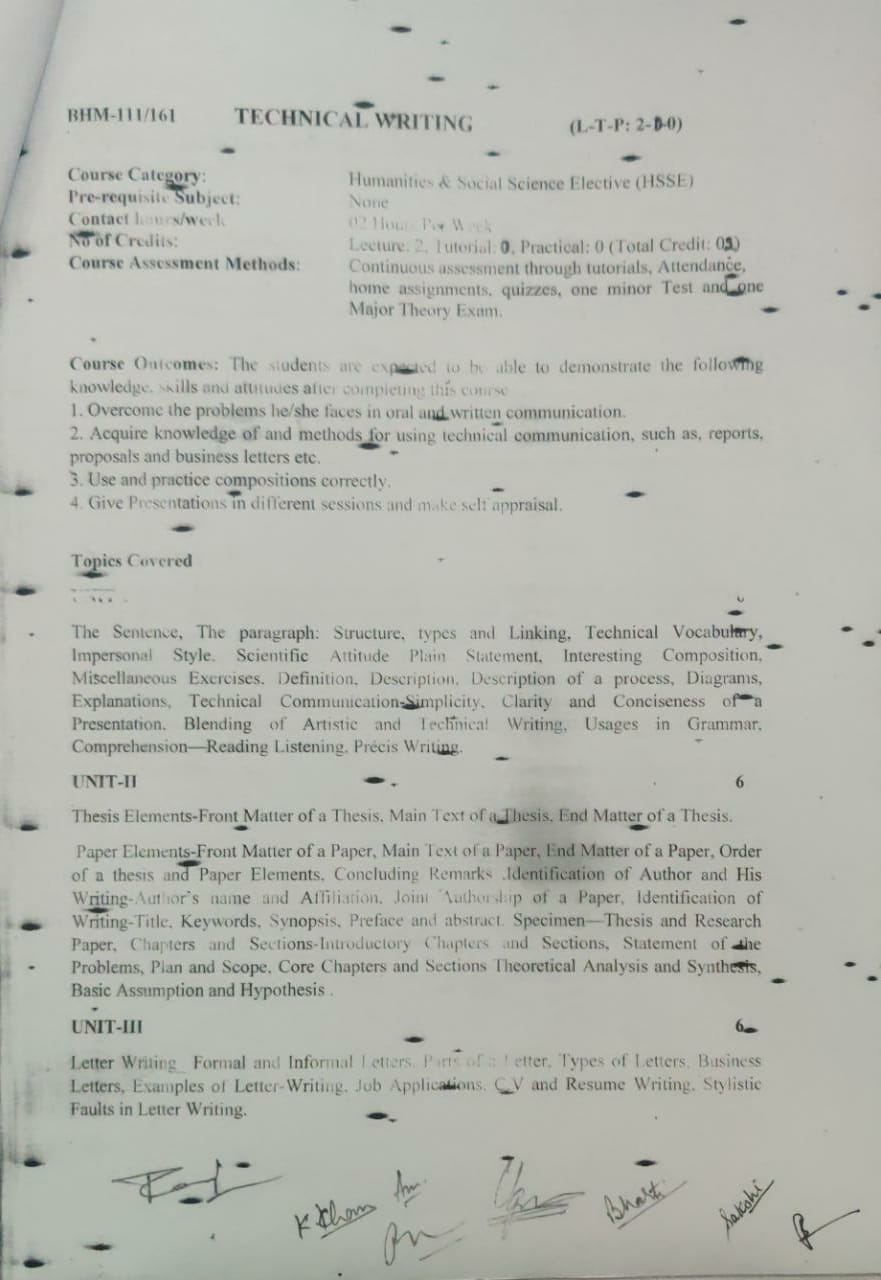 BHM-111/161 TECHNICAL WRITING (L-T-P: 2-0-0)
Course Category: Humanities & Social Science Elective (HSSE)
Pre-requisite Subject: None
Contact hours/week 02 Hours Per Week
No of Credits: Lecture: 2, Tutorial: 0, Practical: 0 (Total Credit: 02)
Course Assessment Methods: Continuous assessment through tutorials, Attendance,
home assignments, quizzes, one minor Test and one
Major Theory Exam.
Course Outcomes: The students are expected to be able to demonstrate the following
knowledge, skills and attitudes after completing this course
1. Overcome the problems he/she faces in oral and written communication.
2. Acquire knowledge of and methods for using technical communication, such as, reports,
proposals and business letters etc.
3. Use and practice compositions correctly.
4. Give Presentations in different sessions and make self appraisal.
Topics Covered
The Sentence, The paragraph: Structure, types and Linking, Technical Vocabulary,
Impersonal Style, Scientific Attitude Plain Statement, Interesting Composition,
Miscellaneous Exercises. Definition, Description, Description of a process, Diagrams,
Explanations, Technical Communication-Simplicity, Clarity and Conciseness of a
Presentation. Blending of Artistic and Technical Writing, Usages in Grammar,
Comprehension—Reading Listening, Précis Writing.
UNIT-II 6
Thesis Elements-Front Matter of a Thesis, Main Text of a Thesis, End Matter of a Thesis.
Paper Elements-Front Matter of a Paper, Main Text of a Paper, End Matter of a Paper, Order
of a thesis and Paper Elements, Concluding Remarks .Identification of Author and His
Writing-Author's name and Affiliation, Joint Authorship of a Paper, Identification of
Writing-Title, Keywords, Synopsis, Preface and abstract. Specimen—Thesis and Research
Paper, Chapters and Sections-Introductory Chapters and Sections, Statement of the
Problems, Plan and Scope, Core Chapters and Sections Theoretical Analysis and Synthesis,
Basic Assumption and Hypothesis .
UNIT-III 6
Letter Writing Formal and Informal Letters, Parts of a Letter, Types of Letters, Business
Letters, Examples of Letter-Writing, Job Applications, C_V and Resume Writing, Stylistic
Faults in Letter Writing.
Sakshi